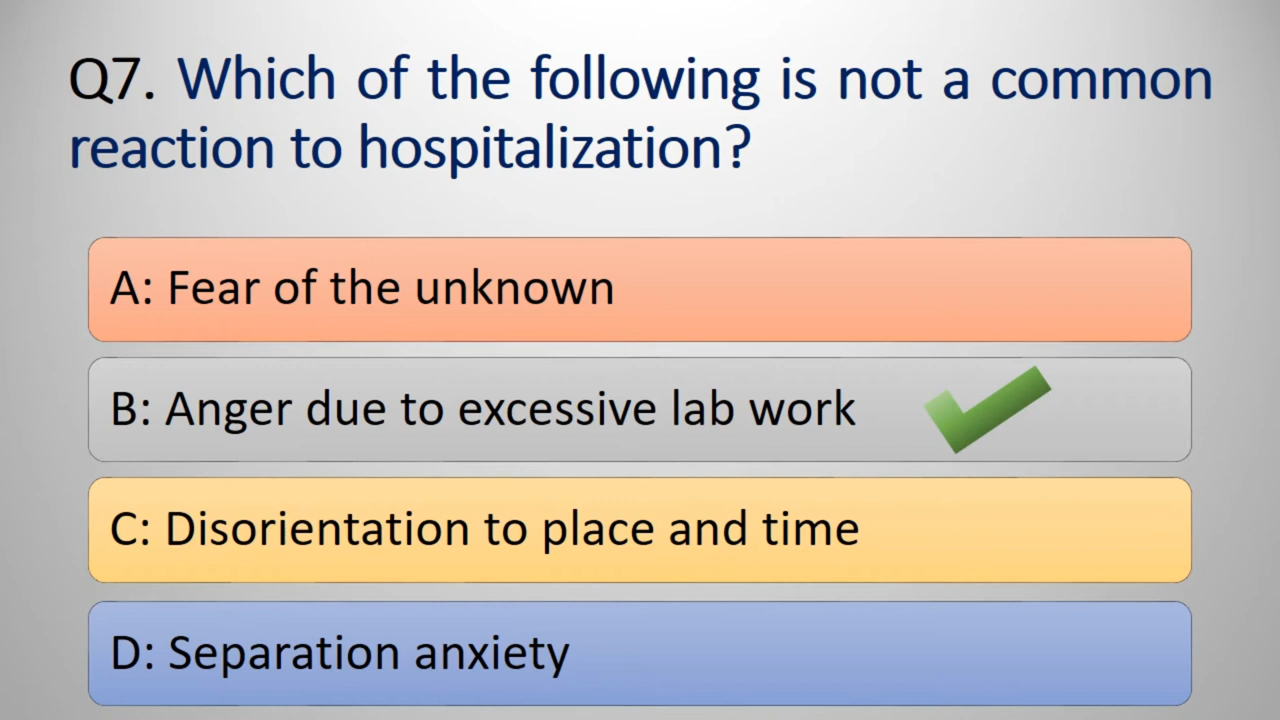 Q7. Which of the following is not a common
reaction to hospitalization?
A: Fear of the unknown
B: Anger due to excessive lab work
C: Disorientation to place and time
D: Separation anxiety